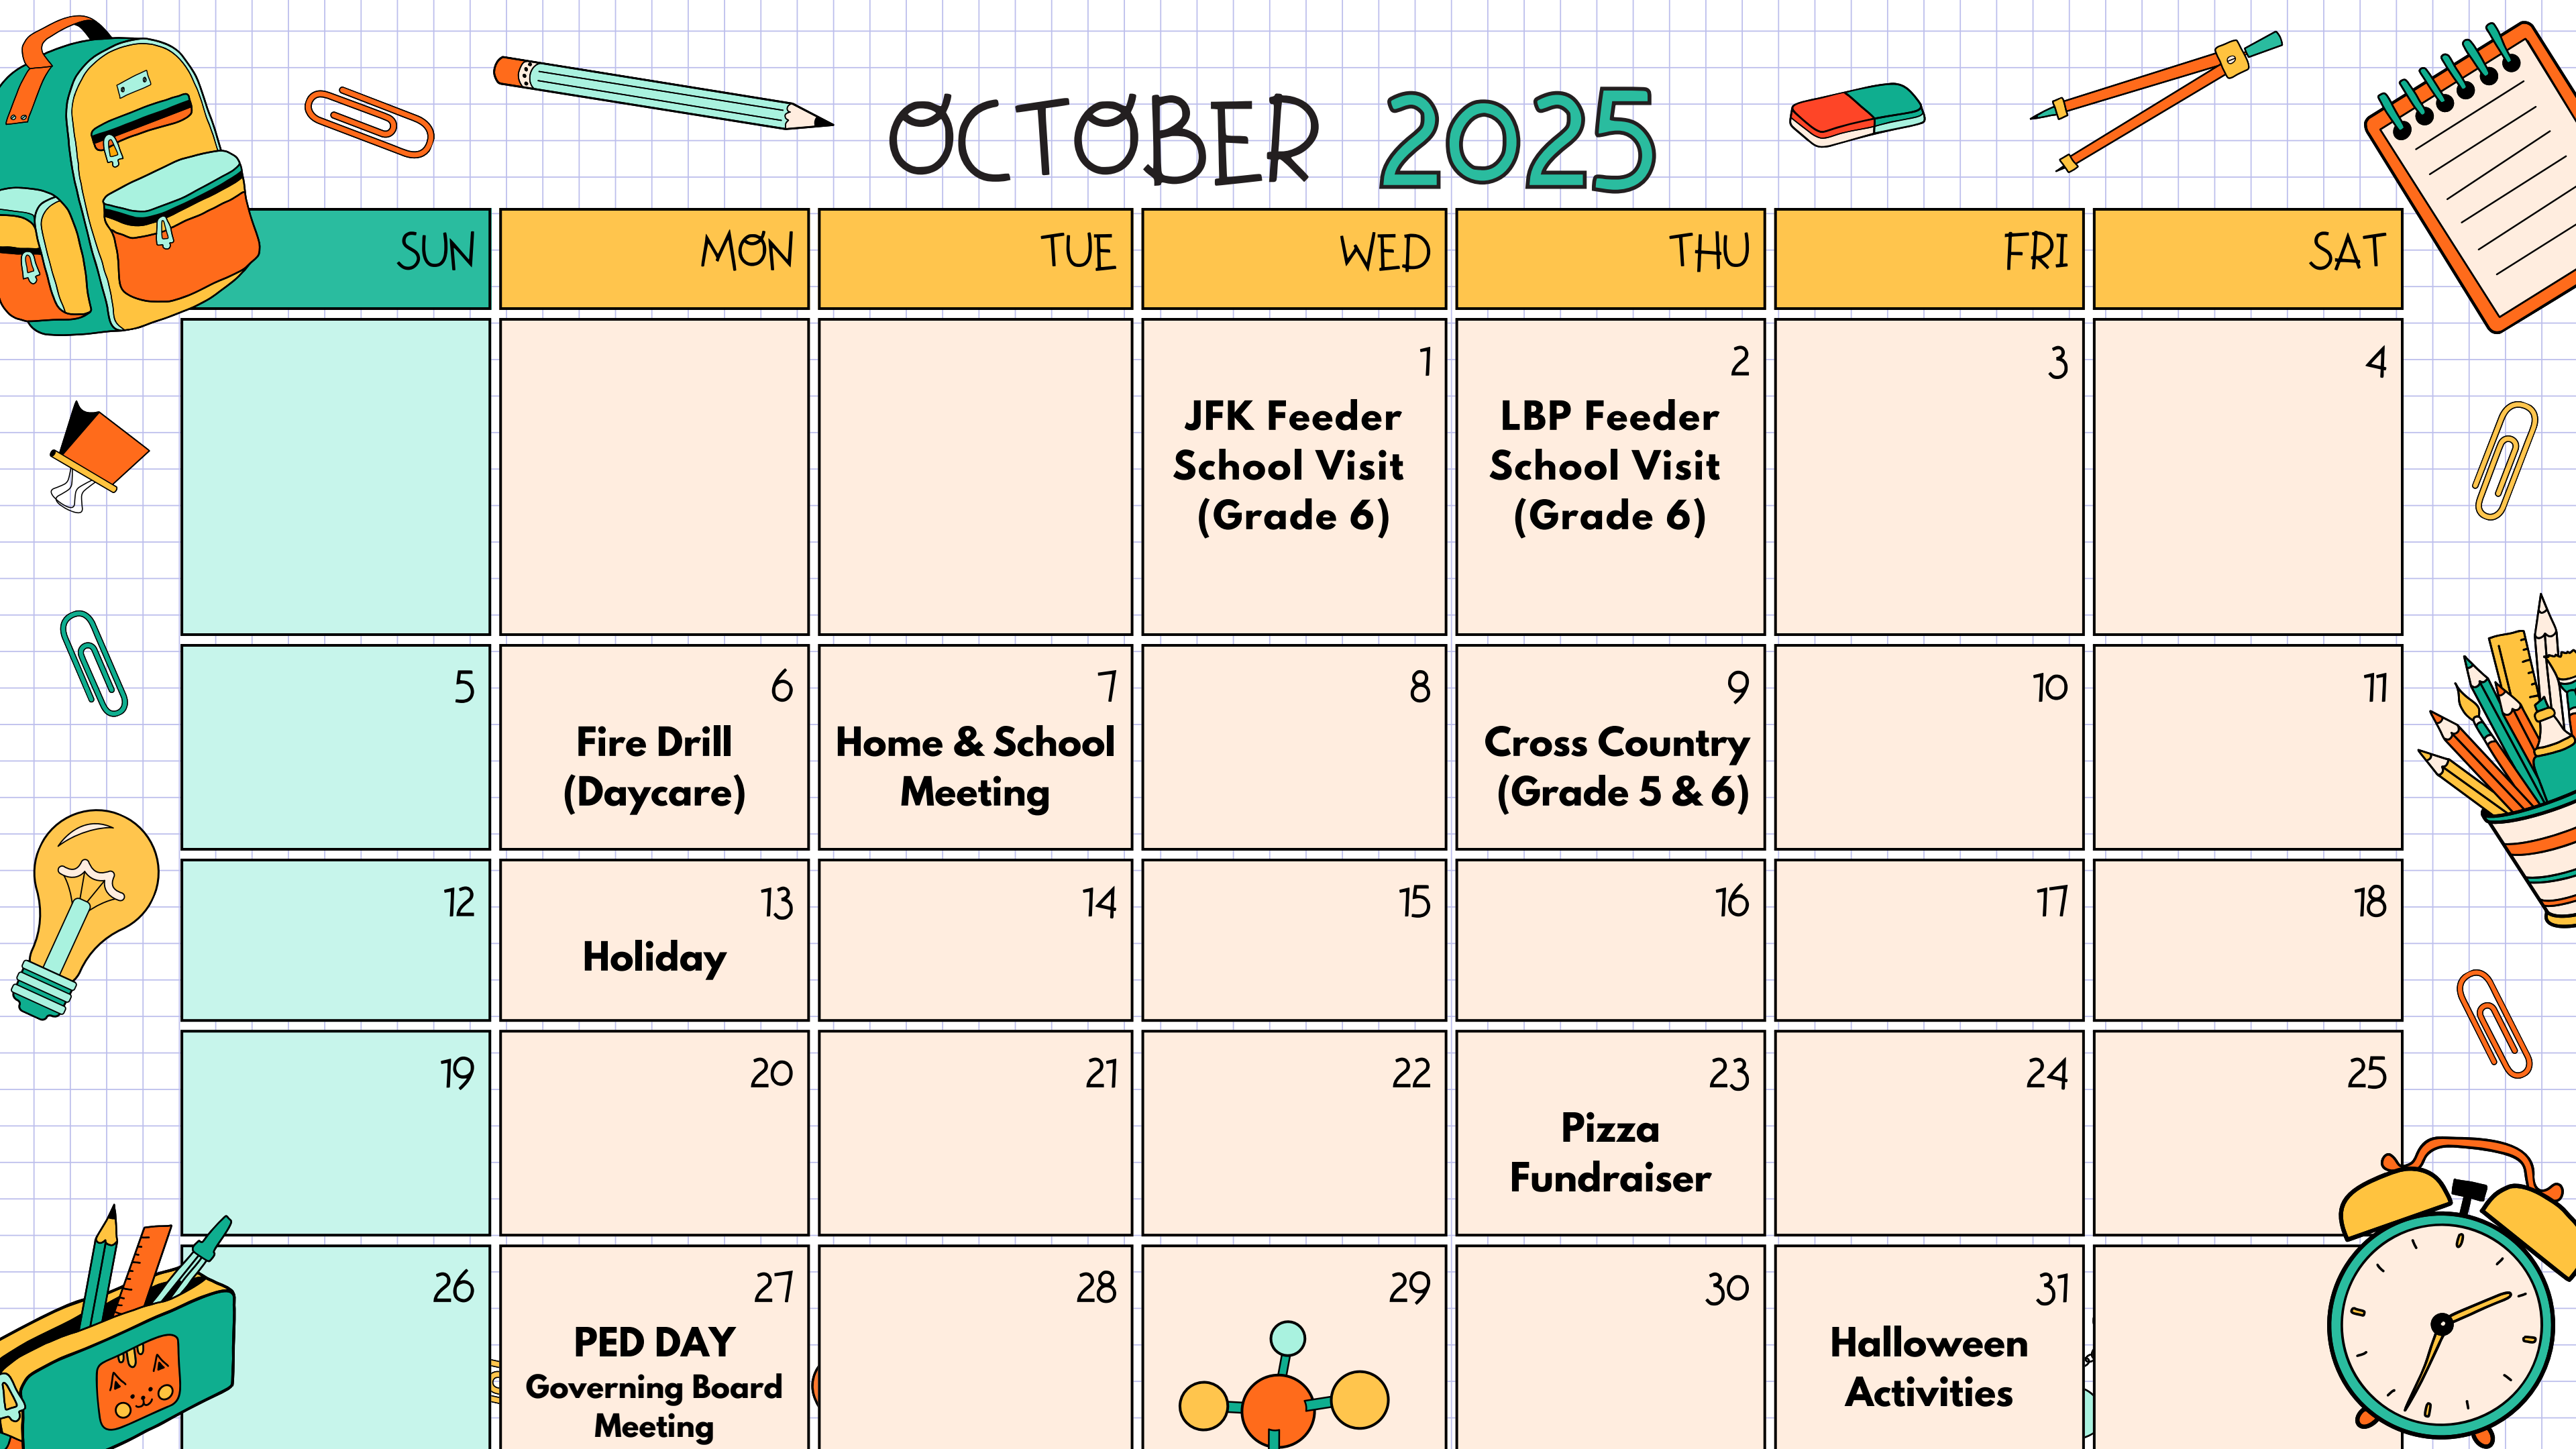 OCTOBER 2025
SUN MON TUE WED THU FRI SAT
1 2 3 4
JFK Feeder
School Visit
(Grade 6)
LBP Feeder
School Visit
(Grade 6)
5 6 7 8 9 10 11
Fire Drill
(Daycare)
Home & School
Meeting
Cross Country
(Grade 5 & 6)
12 13 14 15 16 17 18
Holiday
19 20 21 22 23 24 25
Pizza
Fundraiser
26 27 28 29 30 31
PED DAY
Governing Board
Meeting
Halloween
Activities